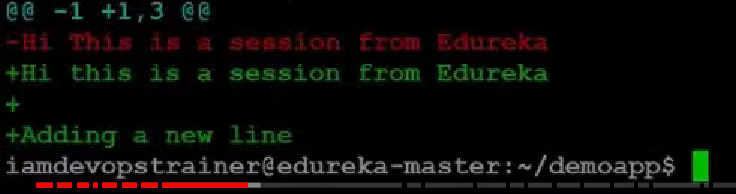 @@ -1 +1,3 @@
-Hi This is a session from Edureka
+Hi this is a session from Edureka
+
+Adding a new line
iamdevopstrainer@edureka-master:~/demoapp$